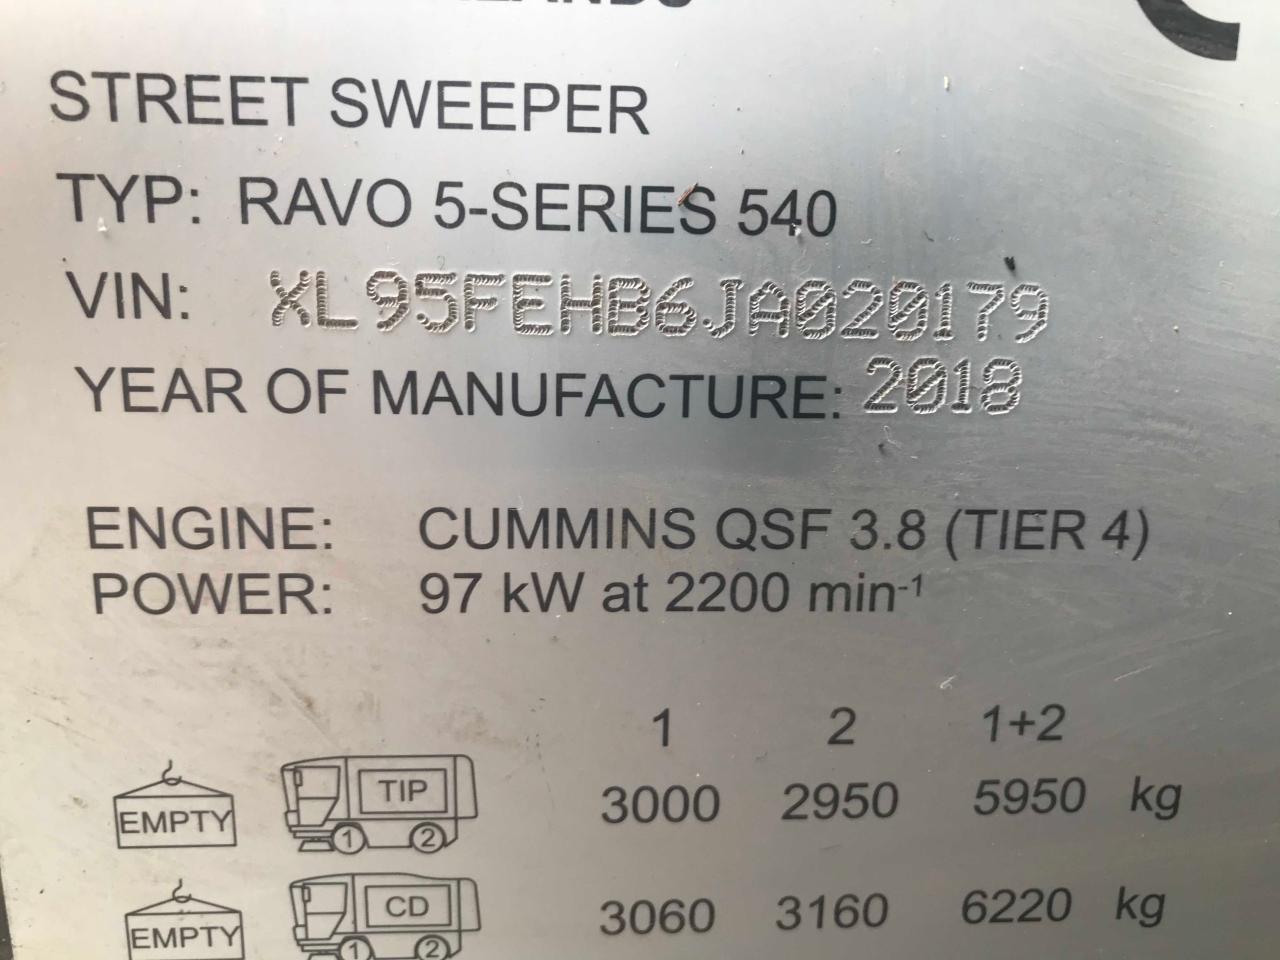 STREET SWEEPER
TYP: RAVO 5-SERIES 540
VIN: XL95FEHB6JA020179
YEAR OF MANUFACTURE: 2018
ENGINE: CUMMINS QSF 3.8 (TIER 4)
POWER: 97 kW at 2200 min-1
1 2 1+2
EMPTY TIP 1 2 3000 2950 5950 kg
EMPTY CD 1 2 3060 3160 6220 kg